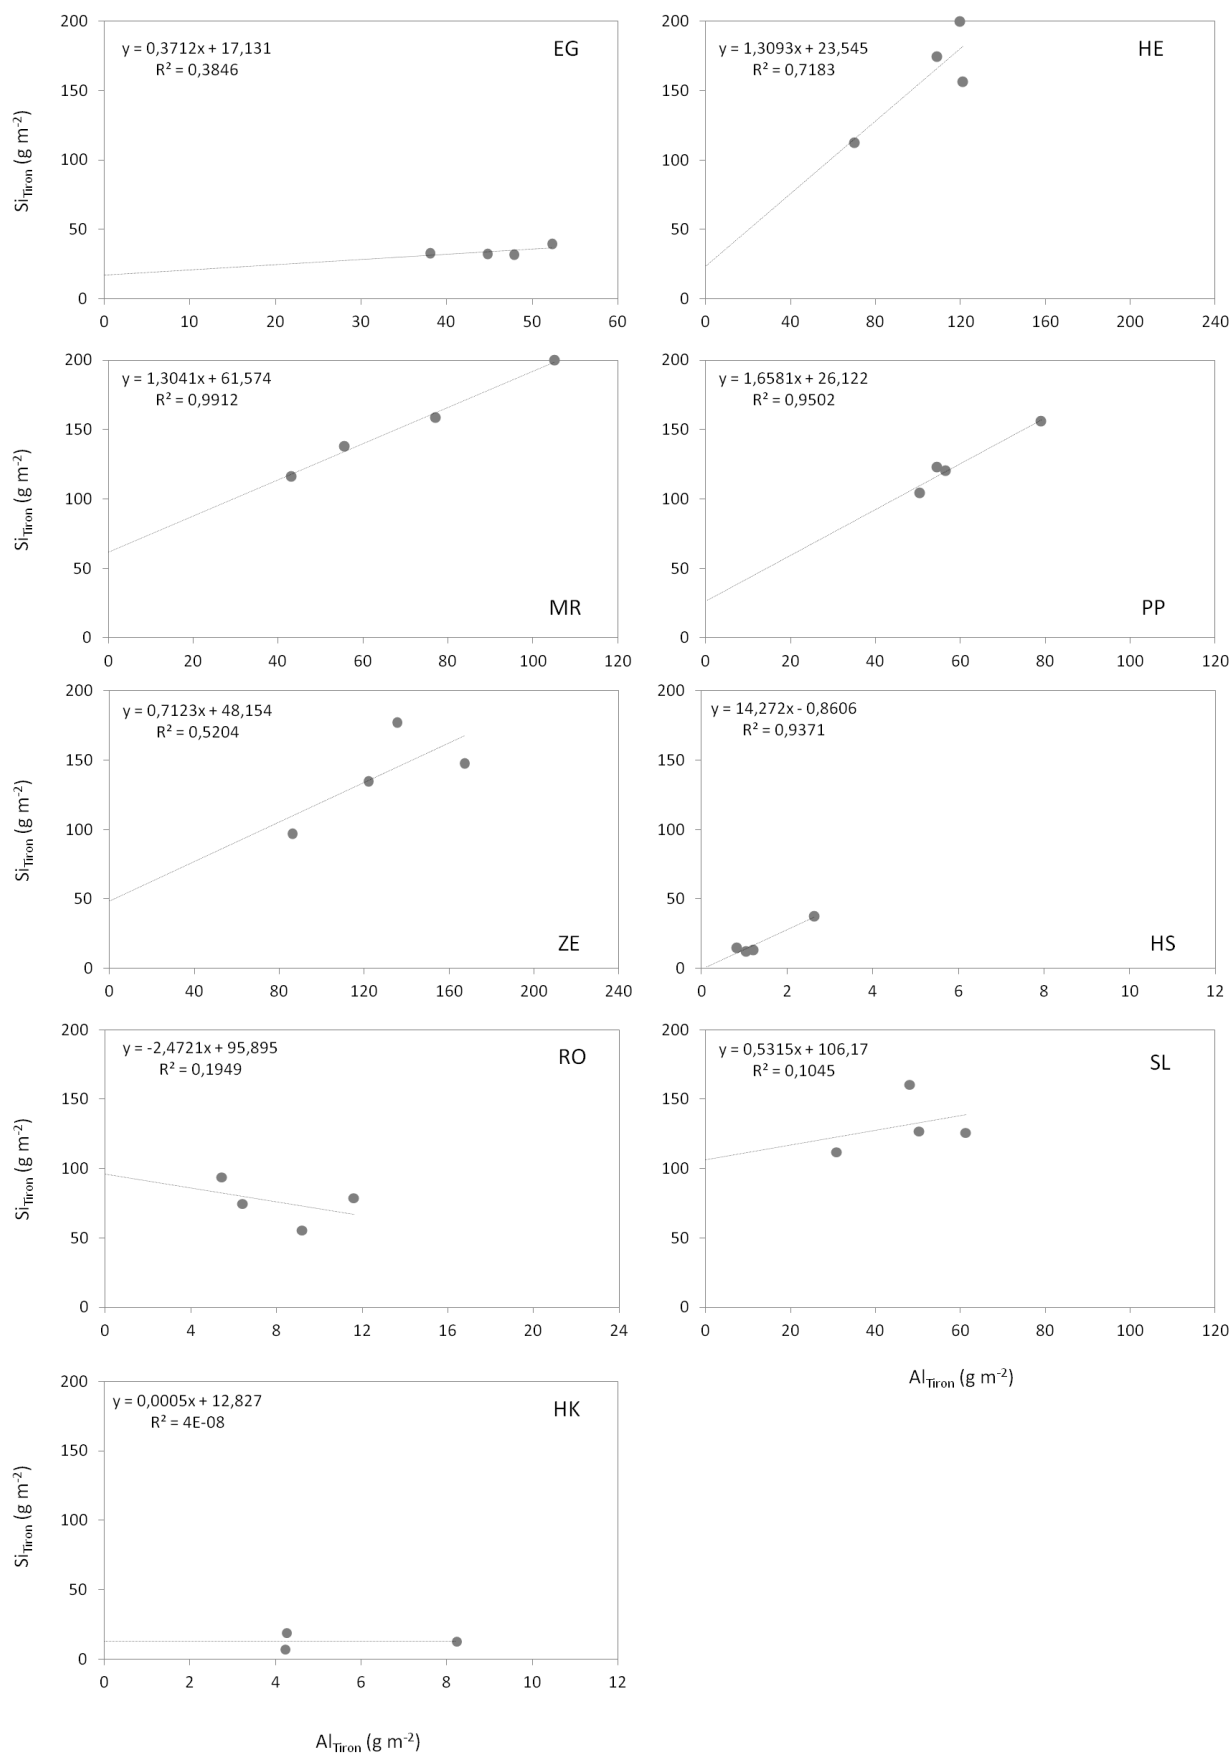 y = 0,3712x + 17,131
R² = 0,3846
EG
Si_Tiron (g m⁻²)
200
150
100
50
0
0 10 20 30 40 50 60
y = 1,3093x + 23,545
R² = 0,7183
HE
200
150
100
50
0
0 40 80 120 160 200 240
y = 1,3041x + 61,574
R² = 0,9912
MR
Si_Tiron (g m⁻²)
200
150
100
50
0
0 20 40 60 80 100 120
y = 1,6581x + 26,122
R² = 0,9502
PP
200
150
100
50
0
0 20 40 60 80 100 120
y = 0,7123x + 48,154
R² = 0,5204
ZE
Si_Tiron (g m⁻²)
200
150
100
50
0
0 40 80 120 160 200 240
y = 14,272x - 0,8606
R² = 0,9371
HS
200
150
100
50
0
0 2 4 6 8 10 12
y = -2,4721x + 95,895
R² = 0,1949
RO
Si_Tiron (g m⁻²)
200
150
100
50
0
0 4 8 12 16 20 24
y = 0,5315x + 106,17
R² = 0,1045
SL
200
150
100
50
0
0 20 40 60 80 100 120
Al_Tiron (g m⁻²)
y = 0,0005x + 12,827
R² = 4E-08
HK
Si_Tiron (g m⁻²)
200
150
100
50
0
0 2 4 6 8 10 12
Al_Tiron (g m⁻²)